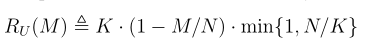 R_U(M) ≜ K · (1 − M/N) · min{1, N/K}